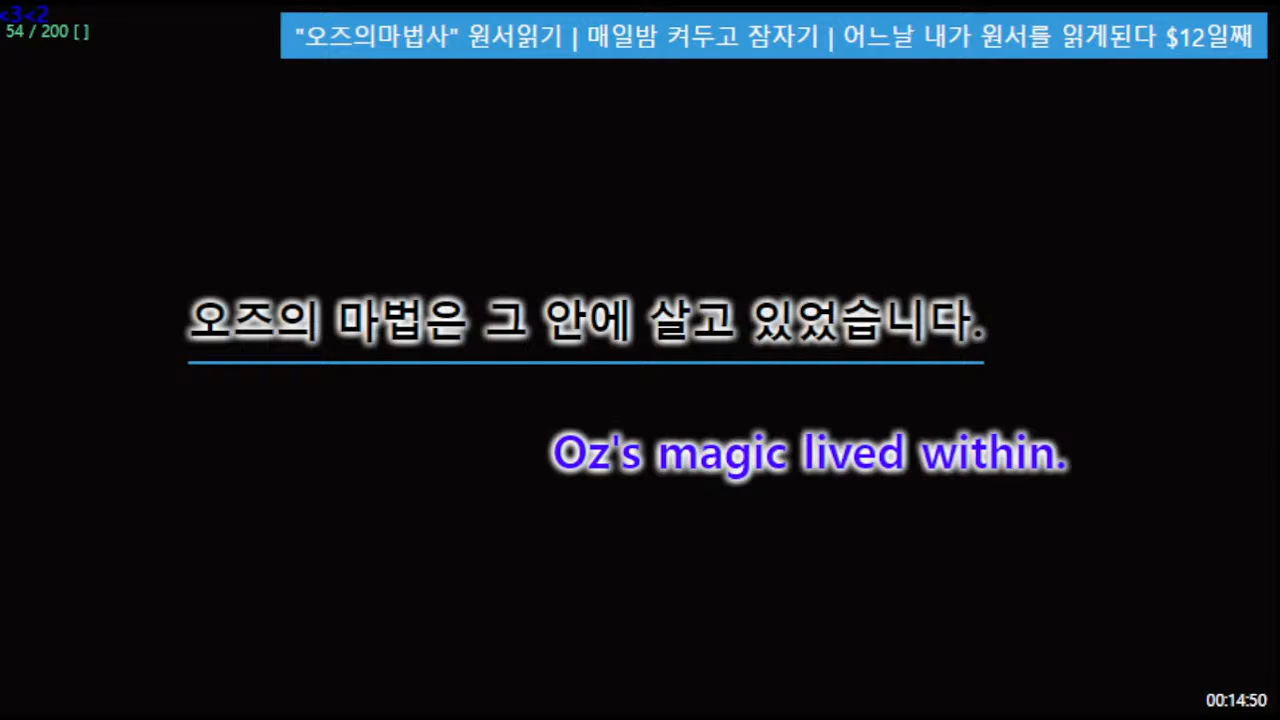 <3<2
54 / 200 [ ]
"오즈의마법사" 원서읽기 | 매일밤 켜두고 잠자기 | 어느날 내가 원서를 읽게된다 $12일째
오즈의 마법은 그 안에 살고 있었습니다.
Oz's magic lived within.
00:14:50